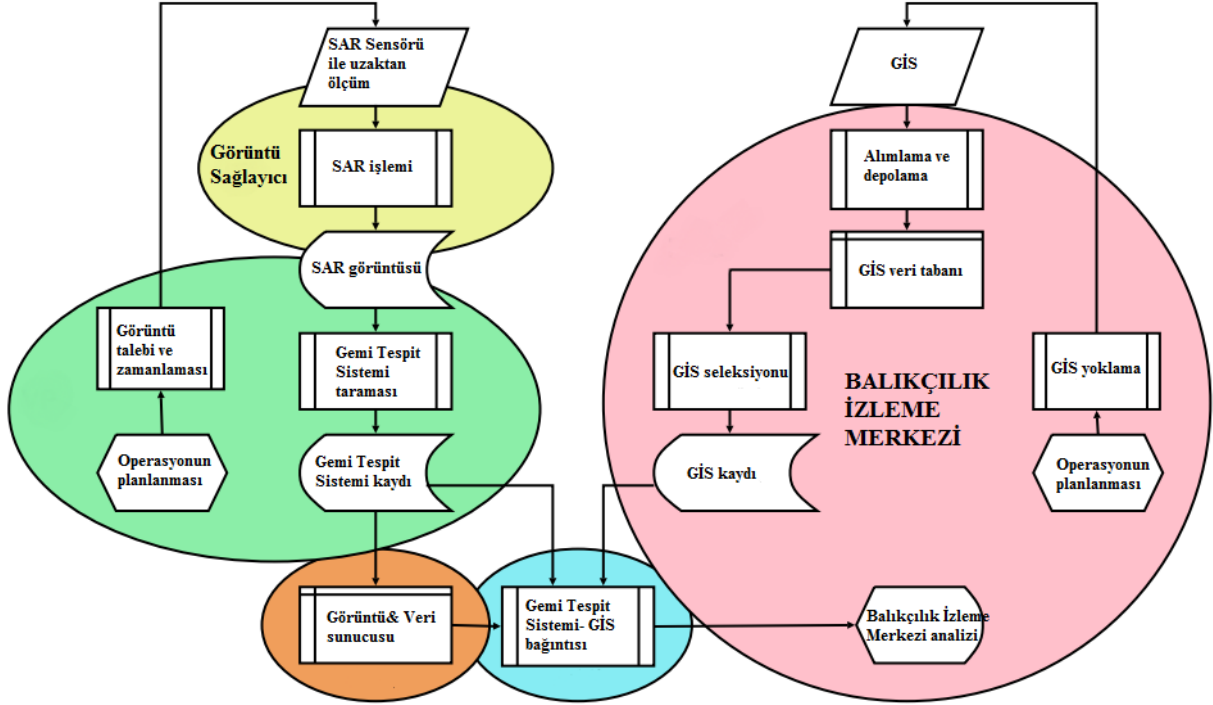 SAR Sensörü
ile uzaktan
ölçüm
Görüntü
Sağlayıcı
SAR işlemi
SAR görüntüsü
Görüntü
talebi ve
zamanlaması
Gemi Tespit
Sistemi
taraması
Operasyonun
planlanması
Gemi Tespit
Sistemi kaydı
Görüntü& Veri
sunucusu
Gemi Tespit
Sistemi- GİS
bağıntısı
GİS
Alımlama ve
depolama
GİS veri tabanı
GİS seleksiyonu
GİS kaydı
BALIKÇILIK
İZLEME
MERKEZİ
GİS yoklama
Operasyonun
planlanması
Balıkçılık İzleme
Merkezi analizi